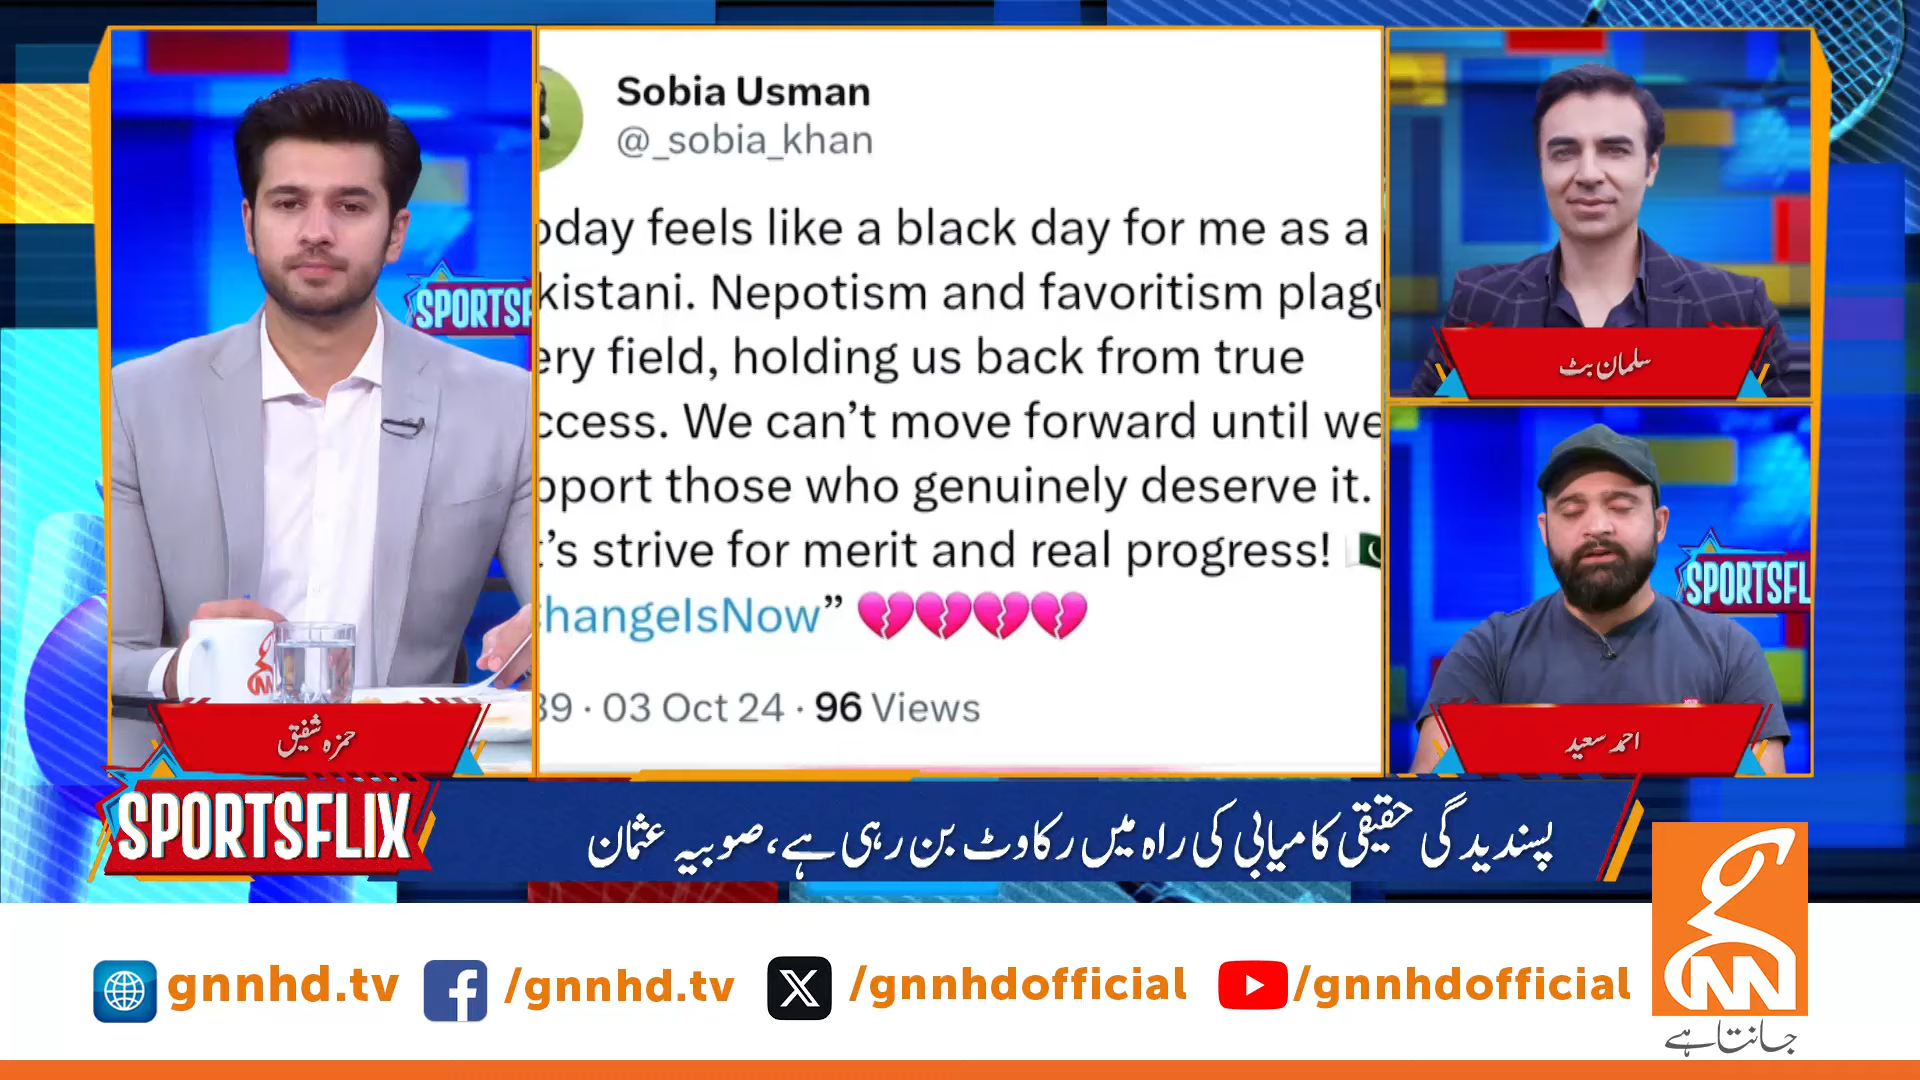 Sobia Usman
@_sobia_khan
oday feels like a black day for me as a
kistani. Nepotism and favoritism plagu
ery field, holding us back from true
ccess. We can’t move forward until we
pport those who genuinely deserve it.
t’s strive for merit and real progress! 🇵🇰
hangeIsNow” 💔💔💔💔
39 · 03 Oct 24 · 96 Views
SPORTSF
سلمان بٹ
SPORTSFL
احمد سعید
حمزہ شفیق
SPORTSFLIX
پسندیدگی حقیقی کامیابی کی راہ میں رکاوٹ بن رہی ہے، صوبیہ عثمان
gnnhd.tv
/gnnhd.tv
/gnnhdofficial
/gnnhdofficial
GNN
جانتا ہے